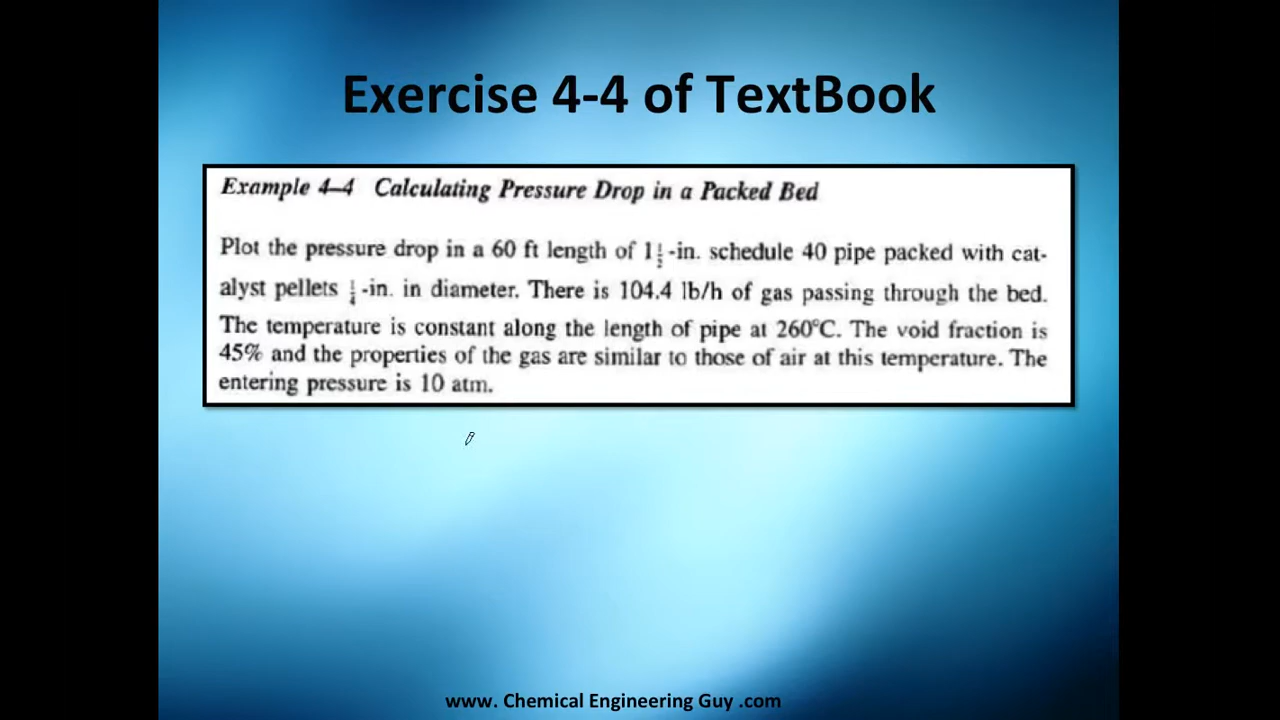 Exercise 4-4 of TextBook
Example 4–4 Calculating Pressure Drop in a Packed Bed
Plot the pressure drop in a 60 ft length of 1½-in. schedule 40 pipe packed with cat-
alyst pellets ¼-in. in diameter. There is 104.4 lb/h of gas passing through the bed.
The temperature is constant along the length of pipe at 260°C. The void fraction is
45% and the properties of the gas are similar to those of air at this temperature. The
entering pressure is 10 atm.
www. Chemical Engineering Guy .com